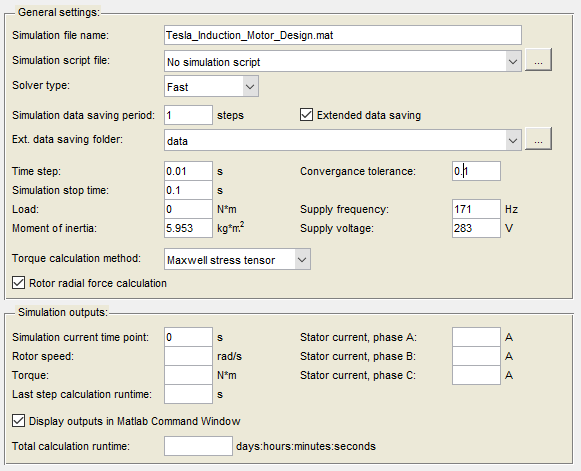 General settings:
Simulation file name: Tesla_Induction_Motor_Design.mat
Simulation script file: No simulation script ...
Solver type: Fast
Simulation data saving period: 1 steps Extended data saving
Ext. data saving folder: data ...
Time step: 0.01 s Convergance tolerance: 0.1
Simulation stop time: 0.1 s
Load: 0 N*m Supply frequency: 171 Hz
Moment of inertia: 5.953 kg*m² Supply voltage: 283 V
Torque calculation method: Maxwell stress tensor
Rotor radial force calculation
Simulation outputs:
Simulation current time point: 0 s Stator current, phase A: A
Rotor speed: rad/s Stator current, phase B: A
Torque: N*m Stator current, phase C: A
Last step calculation runtime: s
Display outputs in Matlab Command Window
Total calculation runtime: days:hours:minutes:seconds